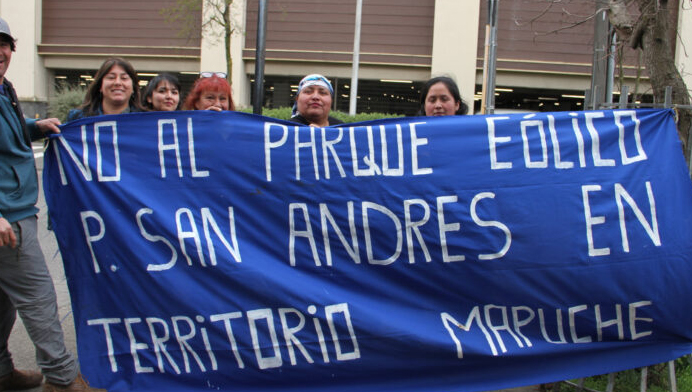 NO AL PARQUE EÓLICO
P. SAN ANDRES EN
TERRITORIO MAPUCHE